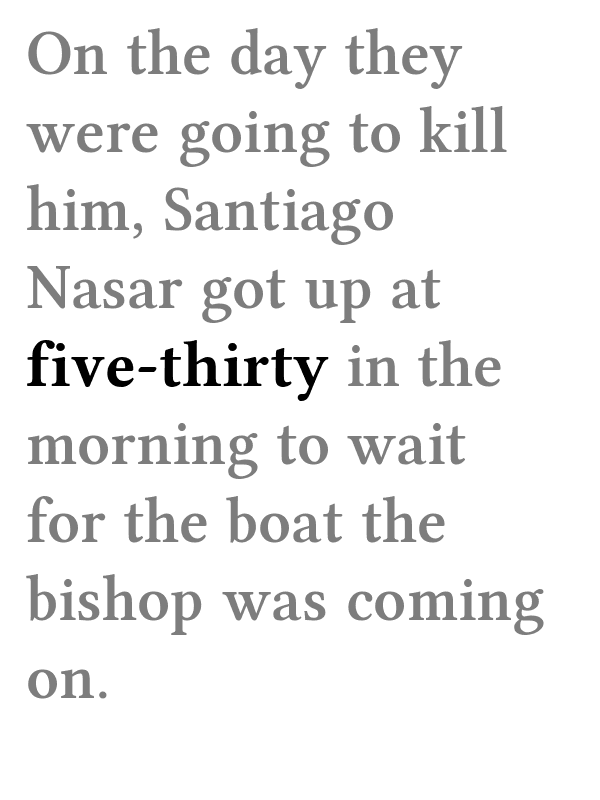 On the day they
were going to kill
him, Santiago
Nasar got up at
five-thirty in the
morning to wait
for the boat the
bishop was coming
on.